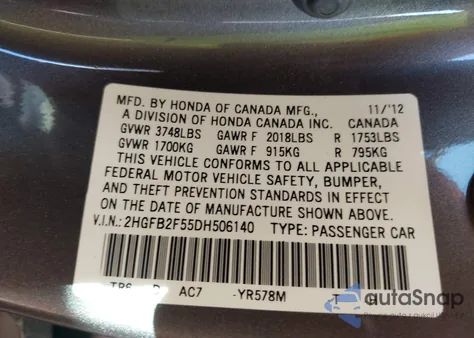 MFD. BY HONDA OF CANADA MFG., 11/'12
A DIVISION OF HONDA CANADA INC. CANADA
GVWR 3748LBS GAWR F 2018LBS R 1753LBS
GVWR 1700KG GAWR F 915KG R 795KG
THIS VEHICLE CONFORMS TO ALL APPLICABLE
FEDERAL MOTOR VEHICLE SAFETY, BUMPER,
AND THEFT PREVENTION STANDARDS IN EFFECT
ON THE DATE OF MANUFACTURE SHOWN ABOVE.
V.I.N.: 2HGFB2F55DH506140 TYPE: PASSENGER CAR
AC7 -YR578M
autoSnap